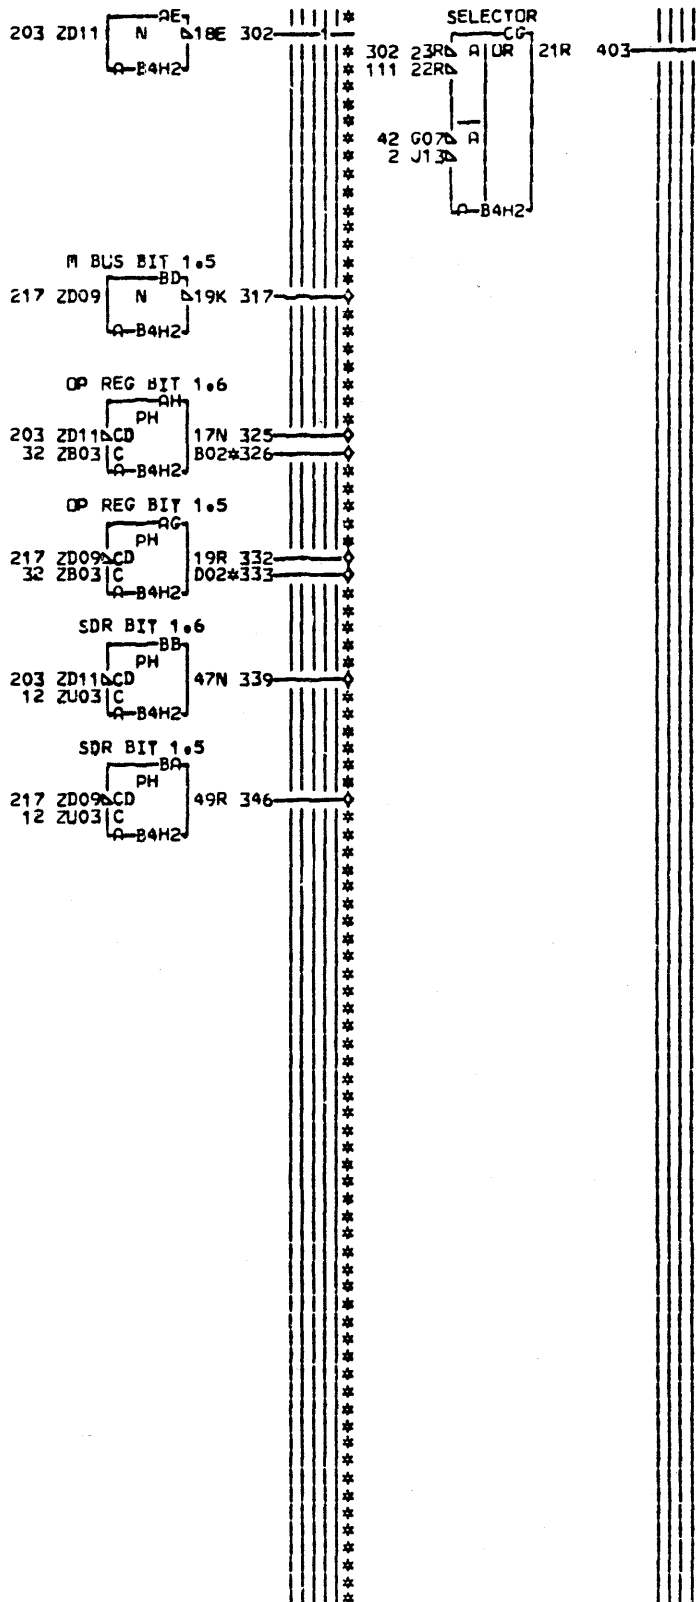 AE
203 ZD11 N 18E 302 1
A B4H2
SELECTOR
CG
302 23R A OR 21R 403
111 22R
42 G07 A
2 J13
A B4H2
M BUS BIT 1.5
BD
217 ZD09 N 19K 317
A B4H2
OP REG BIT 1.6
AH
PH
203 ZD11 CD 17N 325
32 ZB03 C B02*326
A B4H2
OP REG BIT 1.5
AG
PH
217 ZD09 CD 19R 332
32 ZB03 C D02*333
A B4H2
SDR BIT 1.6
BB
PH
203 ZD11 CD 47N 339
12 ZU03 C
A B4H2
SDR BIT 1.5
BA
PH
217 ZD09 CD 49R 346
12 ZU03 C
A B4H2